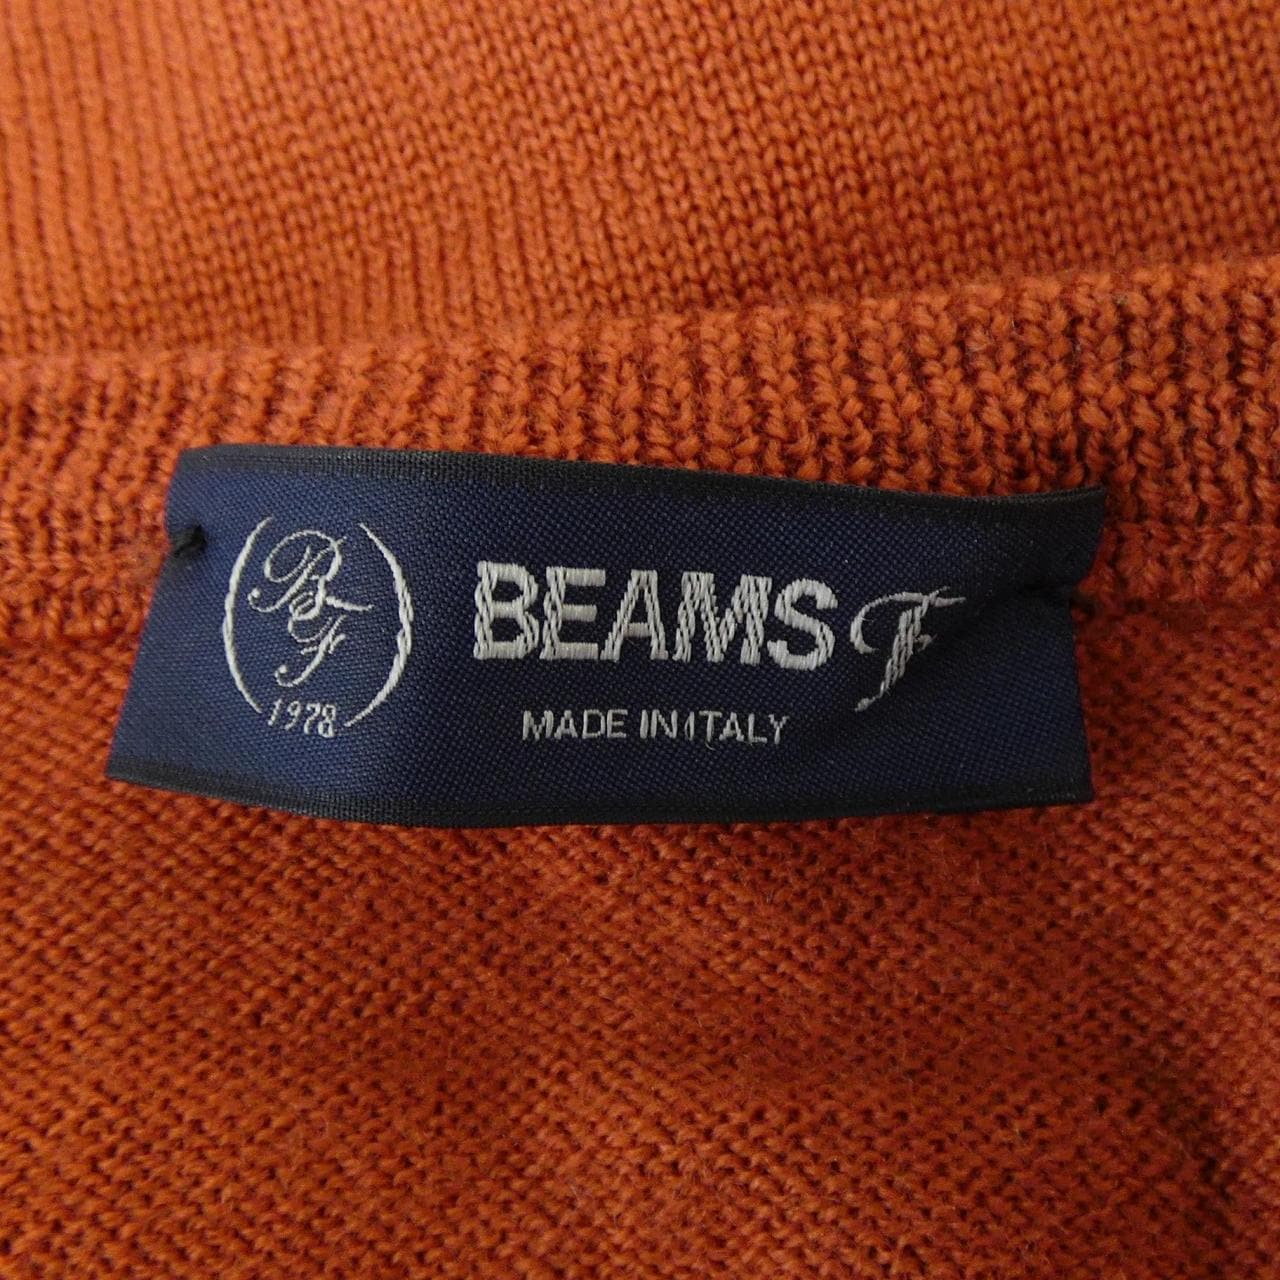 BF
1978
BEAMS F
MADE IN ITALY